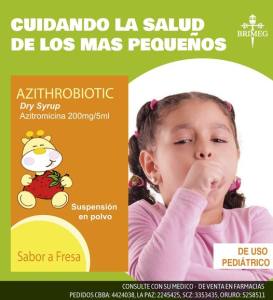 CUIDANDO LA SALUD
DE LOS MAS PEQUEÑOS
BRIMEG
AZITHROBIOTIC
Dry Syrup
Azitromicina 200mg/5ml
Suspensión
en polvo
Sabor a Fresa
DE USO
PEDIÁTRICO
CONSULTE CON SU MEDICO - DE VENTA EN FARMACIAS
PEDIDOS CBBA: 4424038, LA PAZ: 2245425, SCZ: 3353435, ORURO: 5258533